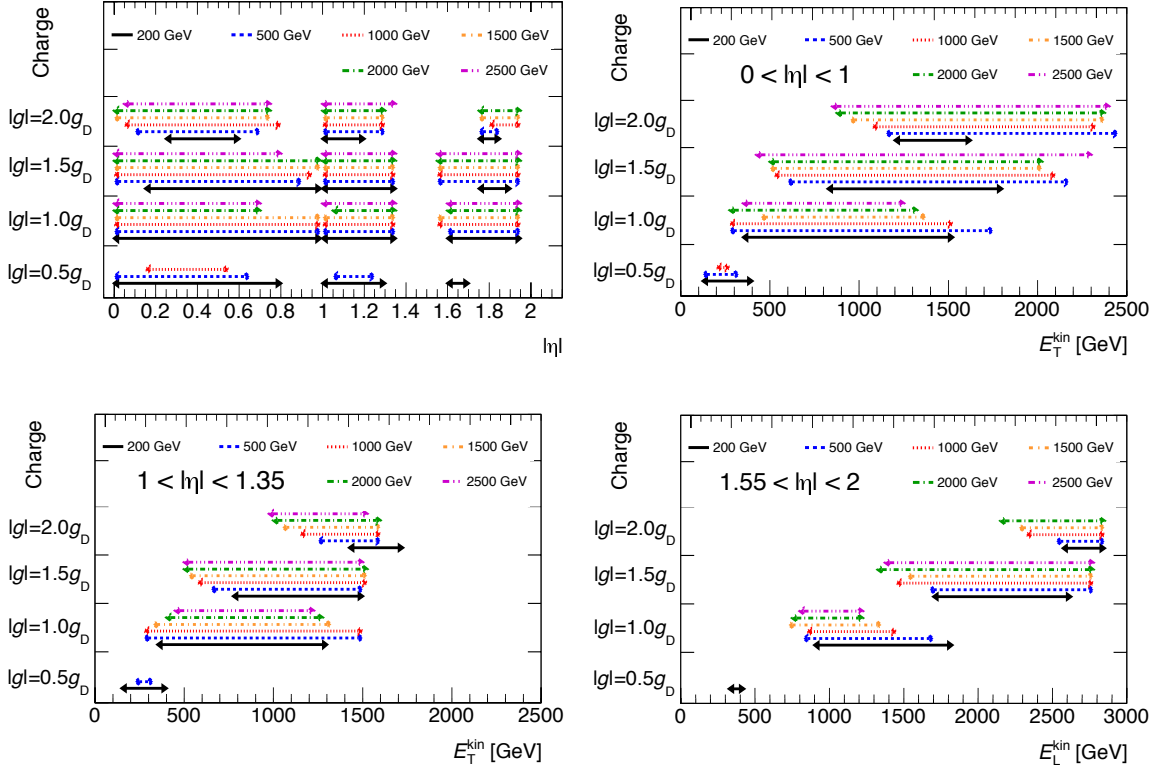 Charge
200 GeV 500 GeV 1000 GeV 1500 GeV
2000 GeV 2500 GeV
|g|=2.0g_D
|g|=1.5g_D
|g|=1.0g_D
|g|=0.5g_D
0 0.2 0.4 0.6 0.8 1 1.2 1.4 1.6 1.8 2
|η|
Charge
200 GeV 500 GeV 1000 GeV 1500 GeV
0 < |η| < 1 2000 GeV 2500 GeV
|g|=2.0g_D
|g|=1.5g_D
|g|=1.0g_D
|g|=0.5g_D
0 500 1000 1500 2000 2500
E_T^kin [GeV]
Charge
200 GeV 500 GeV 1000 GeV 1500 GeV
1 < |η| < 1.35 2000 GeV 2500 GeV
|g|=2.0g_D
|g|=1.5g_D
|g|=1.0g_D
|g|=0.5g_D
0 500 1000 1500 2000 2500
E_T^kin [GeV]
Charge
200 GeV 500 GeV 1000 GeV 1500 GeV
1.55 < |η| < 2 2000 GeV 2500 GeV
|g|=2.0g_D
|g|=1.5g_D
|g|=1.0g_D
|g|=0.5g_D
0 500 1000 1500 2000 2500 3000
E_L^kin [GeV]